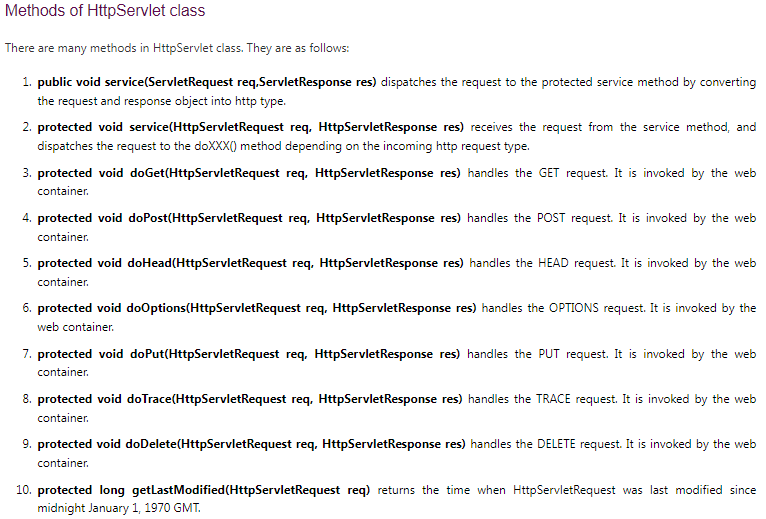 Methods of HttpServlet class
There are many methods in HttpServlet class. They are as follows:
1. public void service(ServletRequest req,ServletResponse res) dispatches the request to the protected service method by converting
the request and response object into http type.
2. protected void service(HttpServletRequest req, HttpServletResponse res) receives the request from the service method, and
dispatches the request to the doXXX() method depending on the incoming http request type.
3. protected void doGet(HttpServletRequest req, HttpServletResponse res) handles the GET request. It is invoked by the web
container.
4. protected void doPost(HttpServletRequest req, HttpServletResponse res) handles the POST request. It is invoked by the web
container.
5. protected void doHead(HttpServletRequest req, HttpServletResponse res) handles the HEAD request. It is invoked by the web
container.
6. protected void doOptions(HttpServletRequest req, HttpServletResponse res) handles the OPTIONS request. It is invoked by the
web container.
7. protected void doPut(HttpServletRequest req, HttpServletResponse res) handles the PUT request. It is invoked by the web
container.
8. protected void doTrace(HttpServletRequest req, HttpServletResponse res) handles the TRACE request. It is invoked by the web
container.
9. protected void doDelete(HttpServletRequest req, HttpServletResponse res) handles the DELETE request. It is invoked by the web
container.
10. protected long getLastModified(HttpServletRequest req) returns the time when HttpServletRequest was last modified since
midnight January 1, 1970 GMT.